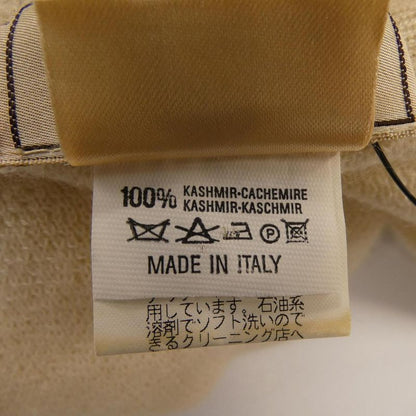 100% KASHMIR-CACHEMIRE
KASHMIR-KASCHMIR
P
MADE IN ITALY
用しています。石油系
溶剤でソフト洗いので
きるクリーニング店へ